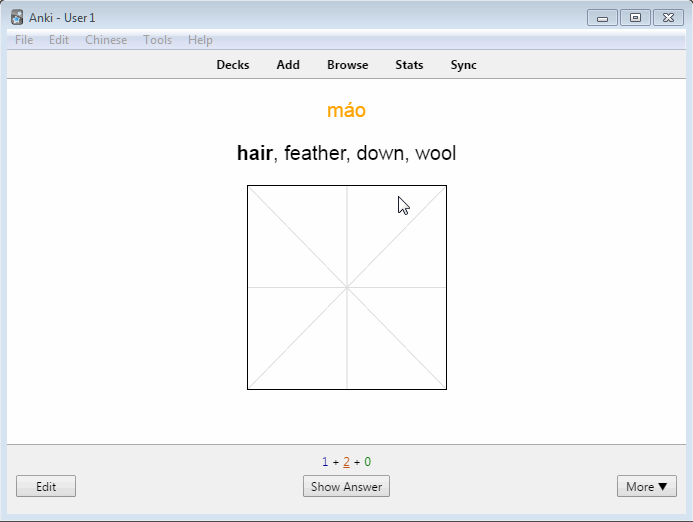 Anki - User 1
File Edit Chinese Tools Help
Decks Add Browse Stats Sync
máo
hair, feather, down, wool
1 + 2 + 0
Edit Show Answer More ▼